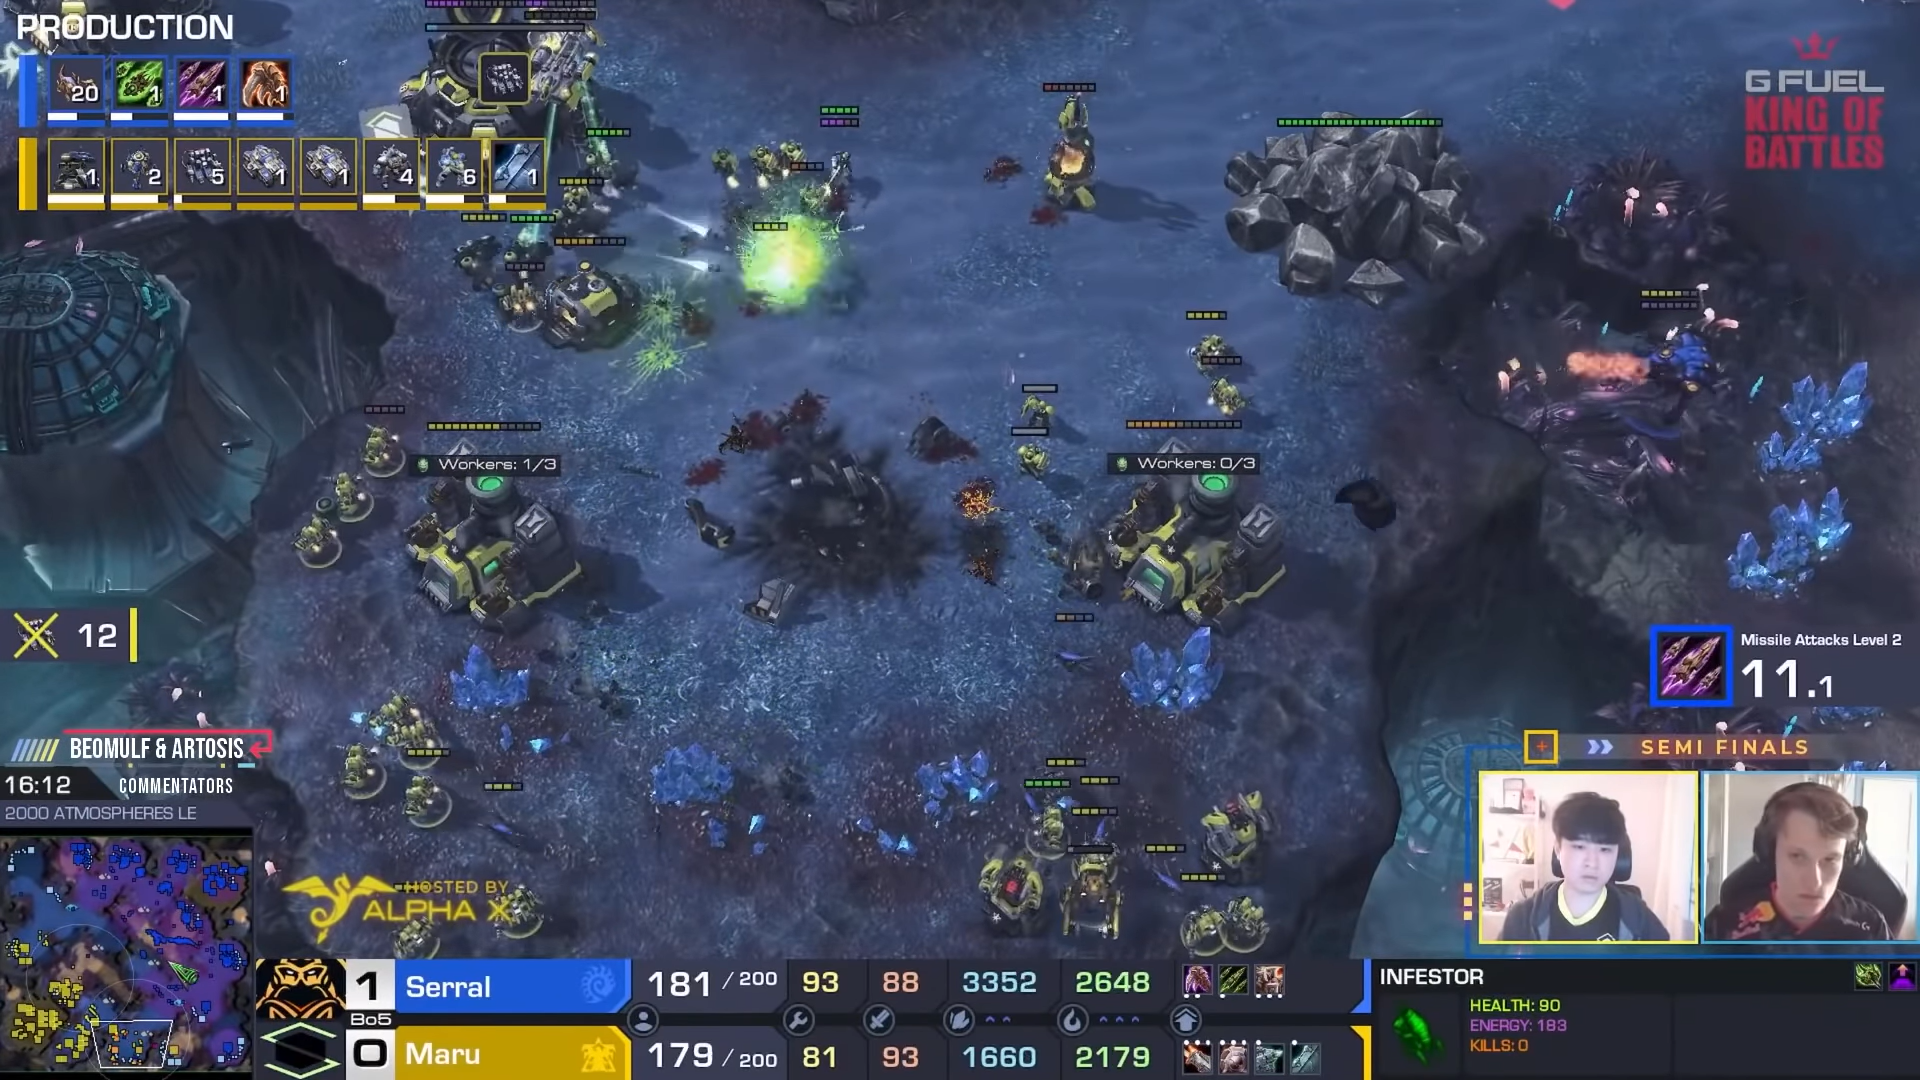 PRODUCTION
20 1 1 1
1 2 5 1 1 4 6 1
G FUEL
KING OF
BATTLES
Workers: 1/3
Workers: 0/3
12
Missile Attacks Level 2
11.1
BEOMULF & ARTOSIS
16:12
COMMENTATORS
2000 ATMOSPHERES LE
SEMI FINALS
HOSTED BY
ALPHA X
1 Serral 181 / 200 93 88 3352 2648
Bo5
0 Maru 179 / 200 81 93 1660 2179
INFESTOR
HEALTH: 90
ENERGY: 183
KILLS: 0